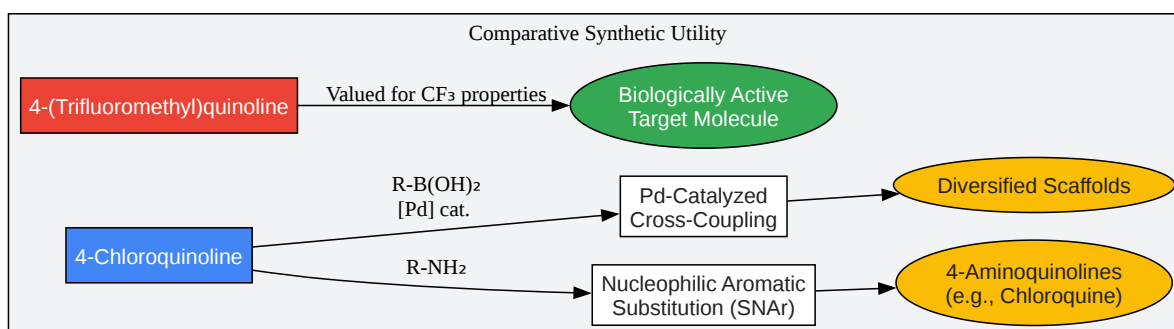 Comparative Synthetic Utility
4-(Trifluoromethyl)quinoline
Valued for CF₃ properties
Biologically Active
Target Molecule
R-B(OH)₂
[Pd] cat.
Pd-Catalyzed
Cross-Coupling
Diversified Scaffolds
4-Chloroquinoline
R-NH₂
Nucleophilic Aromatic
Substitution (SNAr)
4-Aminoquinolines
(e.g., Chloroquine)